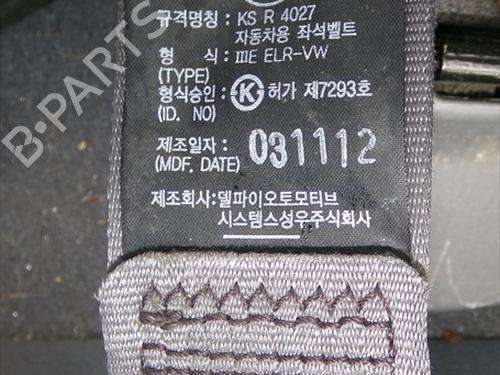 규격명칭 : KS R 4027
자동차용 좌석벨트
형 식 : ⅢE ELR-VW
(TYPE)
형식승인 : Ⓚ 허가 제7293호
(ID. NO)
제조일자 : 031112
(MDF. DATE)
제조회사: 델파이오토모티브
시스템스성우주식회사
B-PARTS